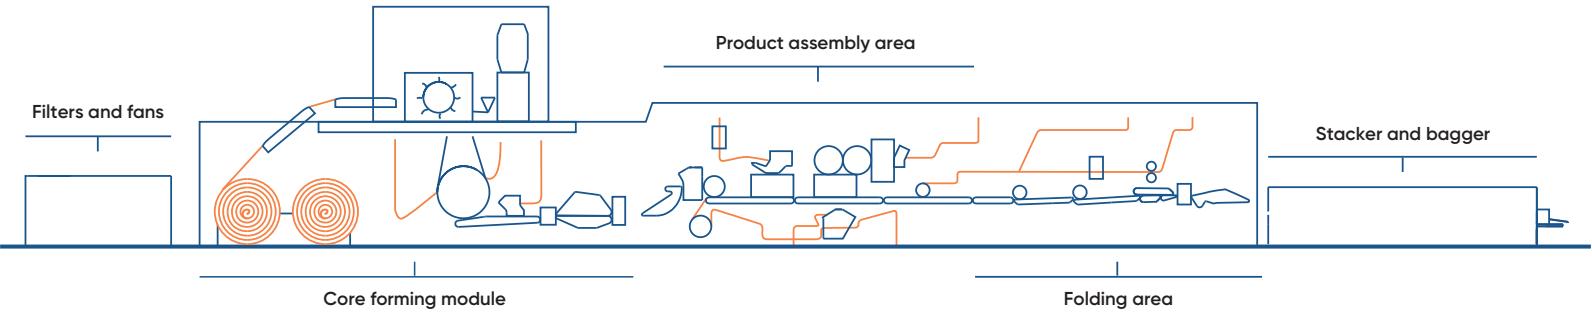 Product assembly area
Filters and fans
Stacker and bagger
Core forming module
Folding area